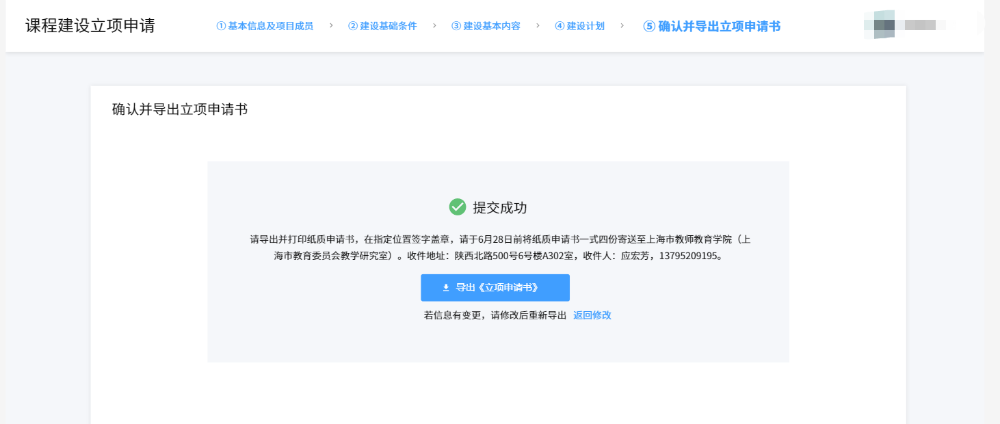 课程建设立项申请
① 基本信息及项目成员 > ② 建设基础条件 > ③ 建设基本内容 > ④ 建设计划 > ⑤ 确认并导出立项申请书
确认并导出立项申请书
提交成功
请导出并打印纸质申请书，在指定位置签字盖章，请于6月28日前将纸质申请书一式四份寄送至上海市教师教育学院（上
海市教育委员会教学研究室）。收件地址：陕西北路500号6号楼A302室，收件人：应宏芳，13795209195。
导出《立项申请书》
若信息有变更，请修改后重新导出 返回修改